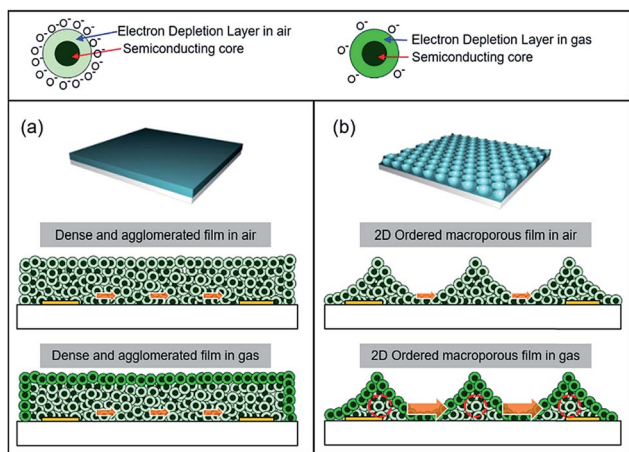 Electron Depletion Layer in air
Semiconducting core
Electron Depletion Layer in gas
Semiconducting core
O⁻ O⁻ O⁻ O⁻ O⁻ O⁻ O⁻ O⁻ O⁻ O⁻ O⁻ O⁻ O⁻
O⁻ O⁻ O⁻ O⁻
(a)
(b)
Dense and agglomerated film in air
2D Ordered macroporous film in air
Dense and agglomerated film in gas
2D Ordered macroporous film in gas